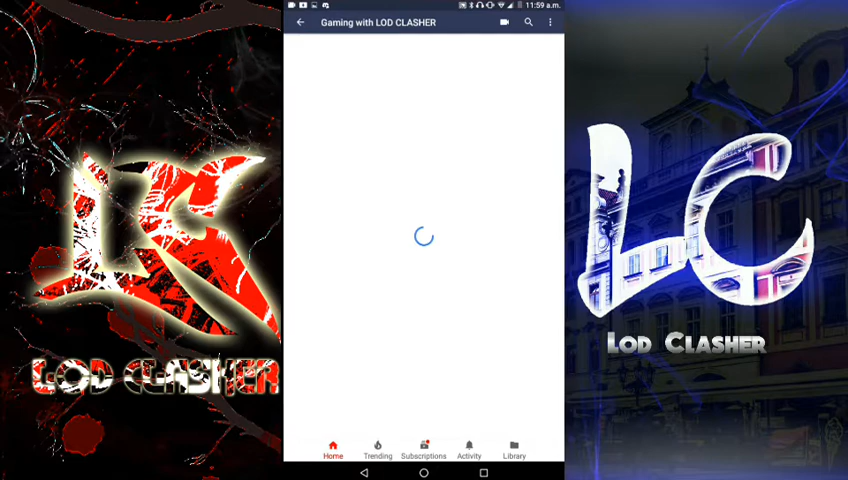 11:59 a.m.
Gaming with LOD CLASHER
LC
LOD CLASHER
LC
LOD CLASHER
Home
Trending
Subscriptions
Activity
Library